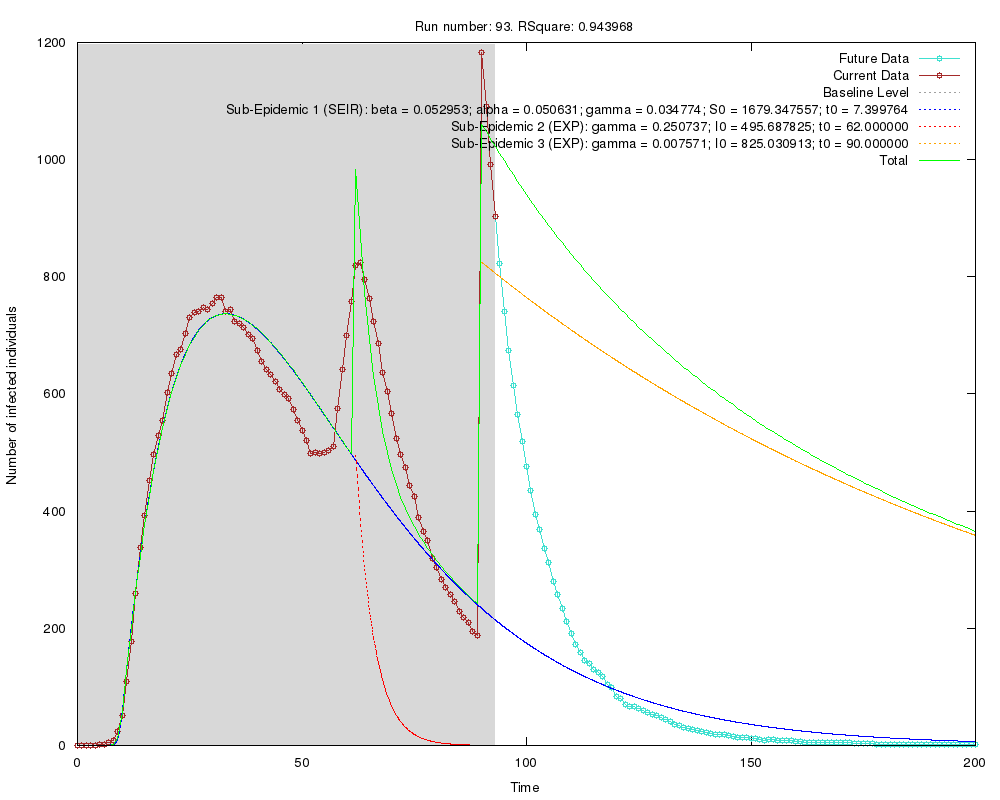 Run number: 93. RSquare: 0.943968
1200
1000
800
600
400
200
0
0
50
100
150
200
Number of infected individuals
Time
Future Data
Current Data
Baseline Level
Sub-Epidemic 1 (SEIR): beta = 0.052953; alpha = 0.050631; gamma = 0.034774; S0 = 1679.347557; t0 = 7.399764
Sub-Epidemic 2 (EXP): gamma = 0.250737; I0 = 495.687825; t0 = 62.000000
Sub-Epidemic 3 (EXP): gamma = 0.007571; I0 = 825.030913; t0 = 90.000000
Total